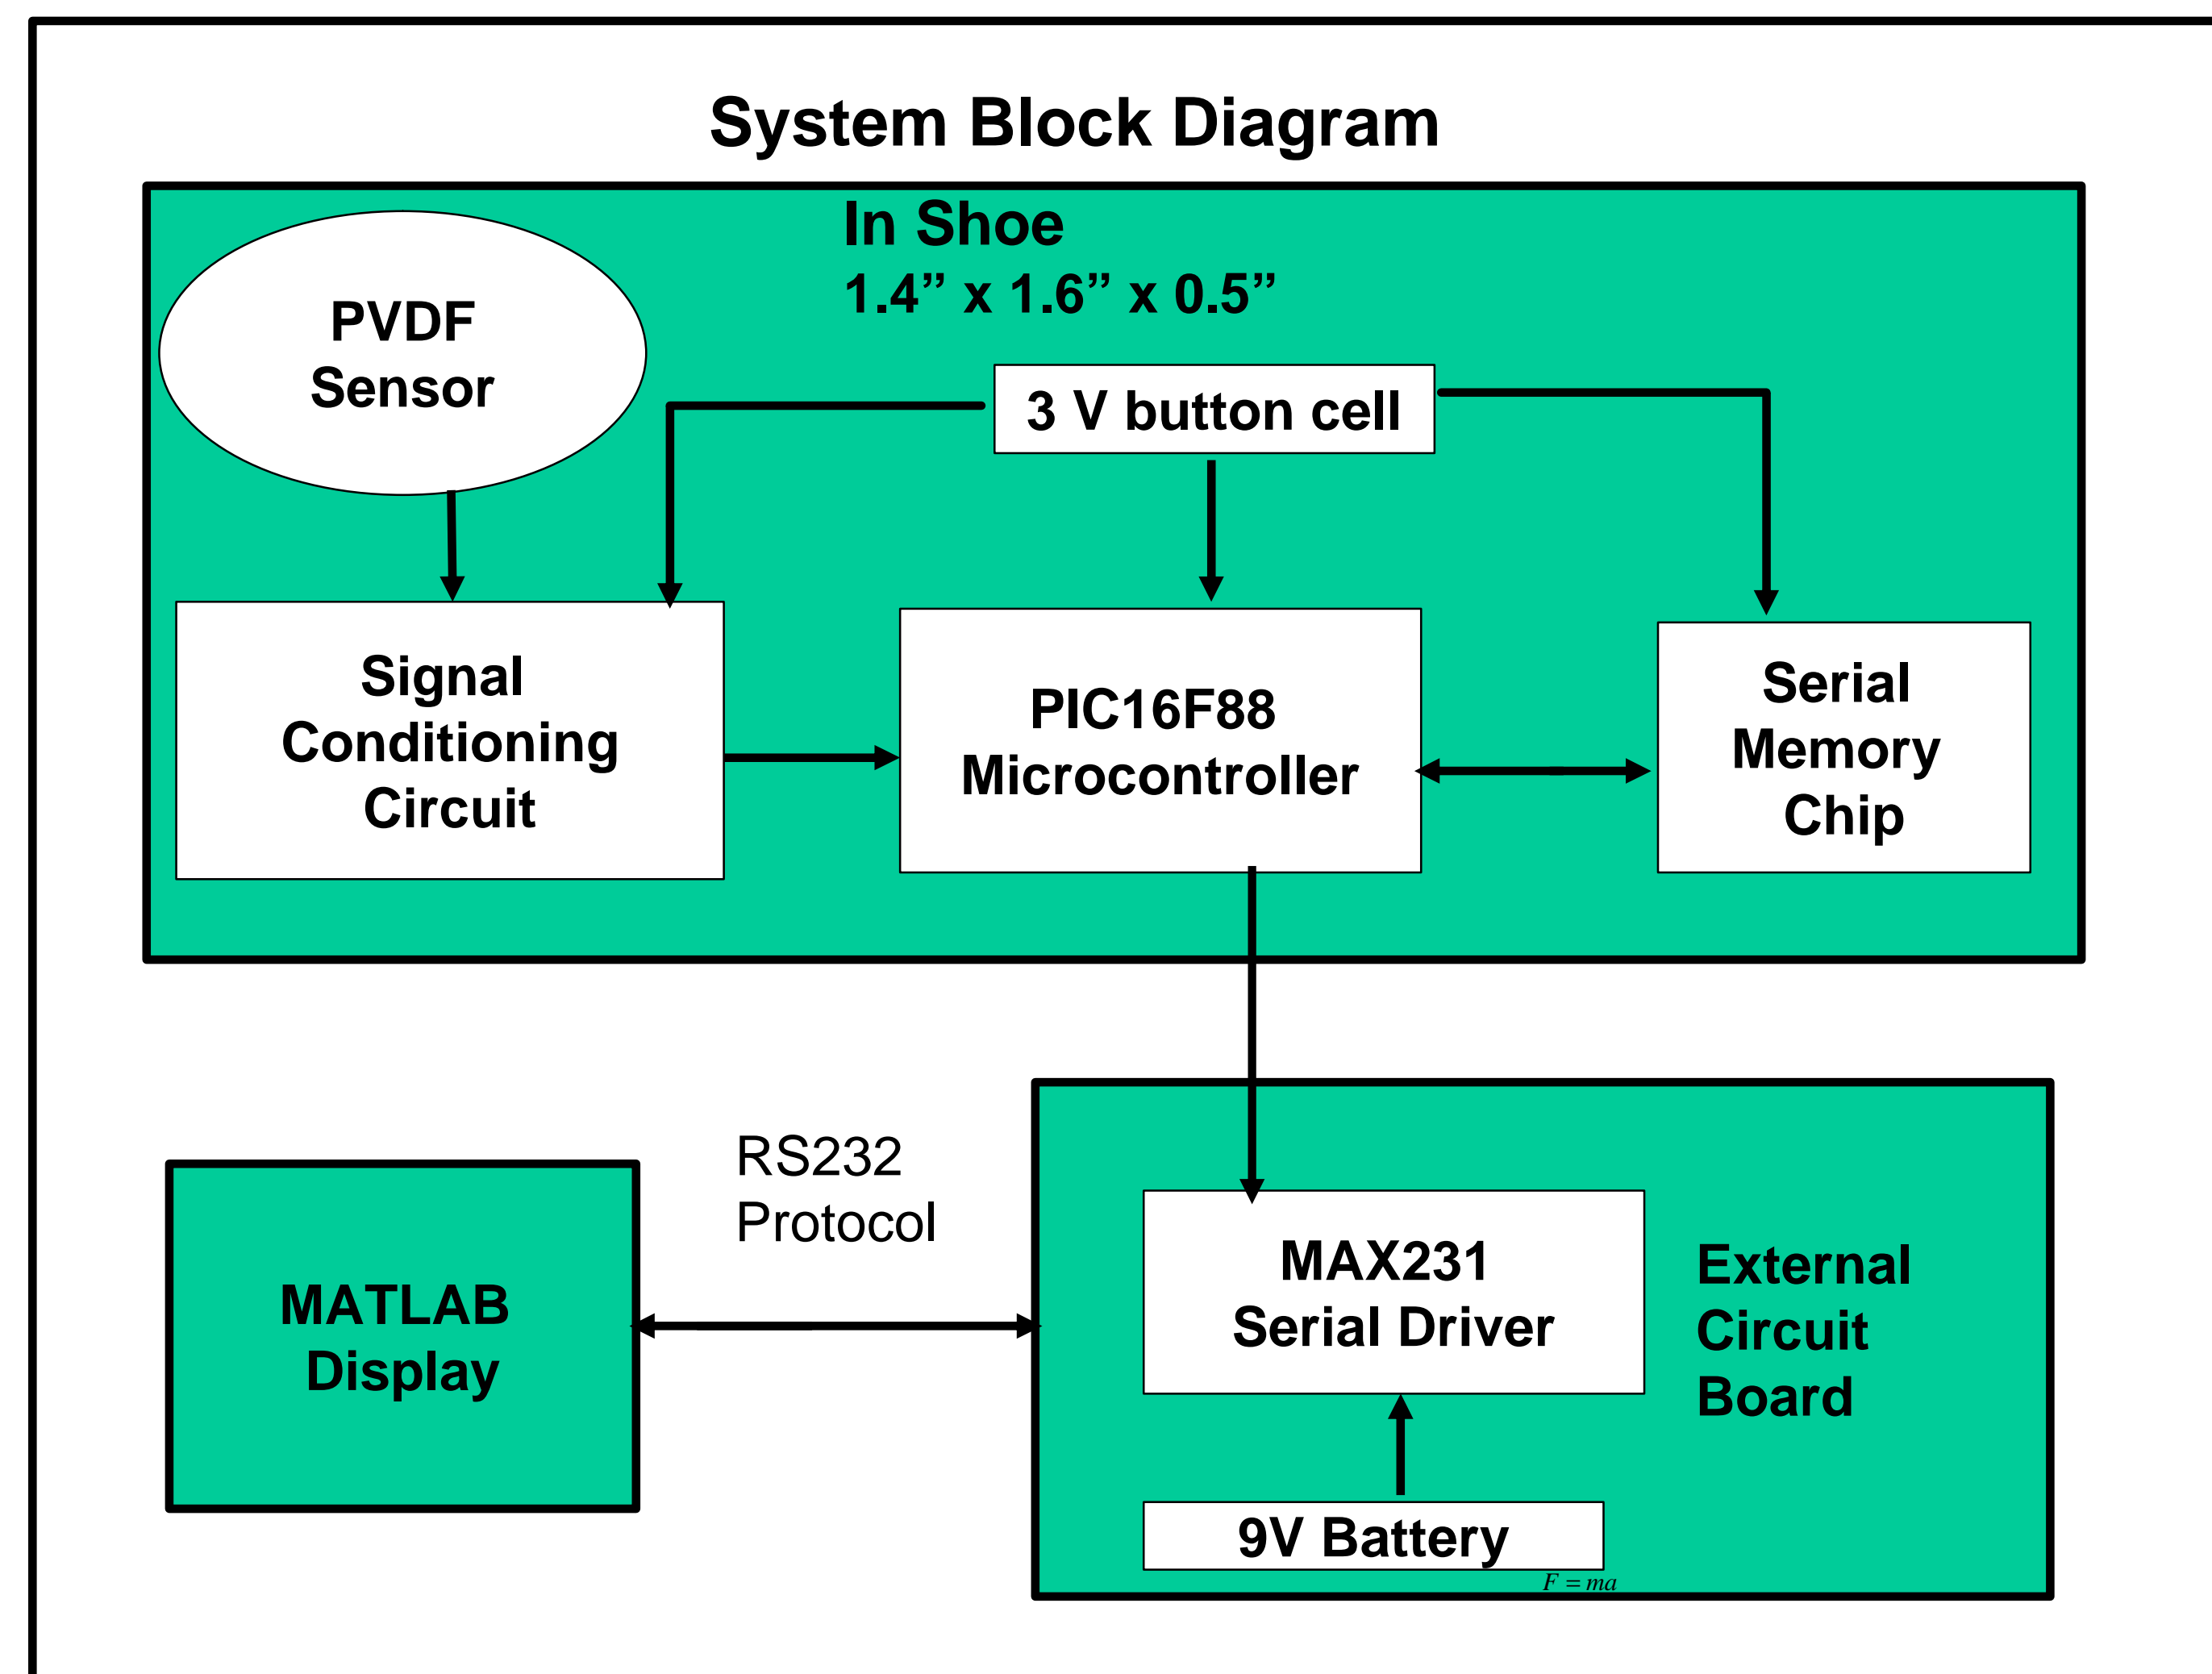 System Block Diagram
In Shoe
1.4” x 1.6” x 0.5”
PVDF
Sensor
3 V button cell
Signal
Conditioning
Circuit
PIC16F88
Microcontroller
Serial
Memory
Chip
RS232
Protocol
MATLAB
Display
MAX231
Serial Driver
External
Circuit
Board
9V Battery
F = ma